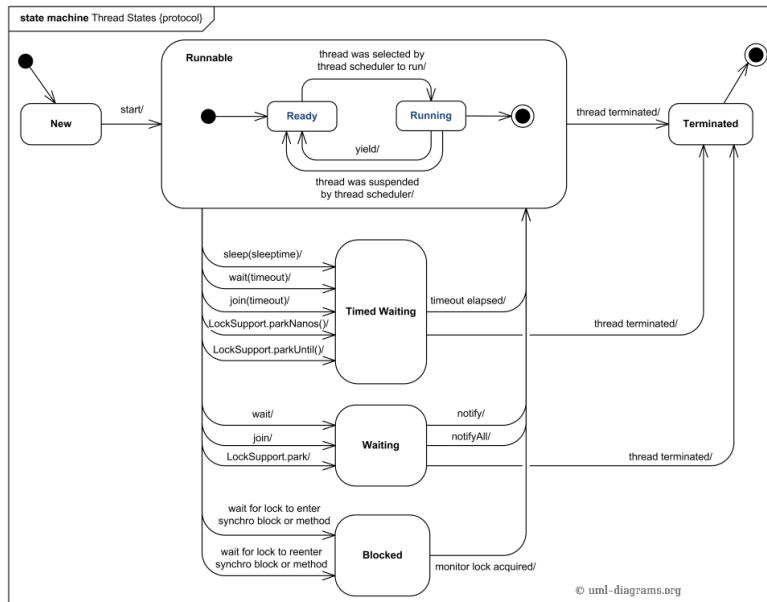 state machine Thread States {protocol}
Runnable
thread was selected by
thread scheduler to run/
New
start/
Ready
Running
thread terminated/
Terminated
yield/
thread was suspended
by thread scheduler/
sleep(sleeptime)/
wait(timeout)/
join(timeout)/
Timed Waiting
timeout elapsed/
LockSupport.parkNanos()/
thread terminated/
LockSupport.parkUntil()/
wait/
notify/
join/
Waiting
notifyAll/
LockSupport.park/
thread terminated/
wait for lock to enter
synchro block or method
Blocked
wait for lock to reenter
synchro block or method
monitor lock acquired/
© uml-diagrams.org